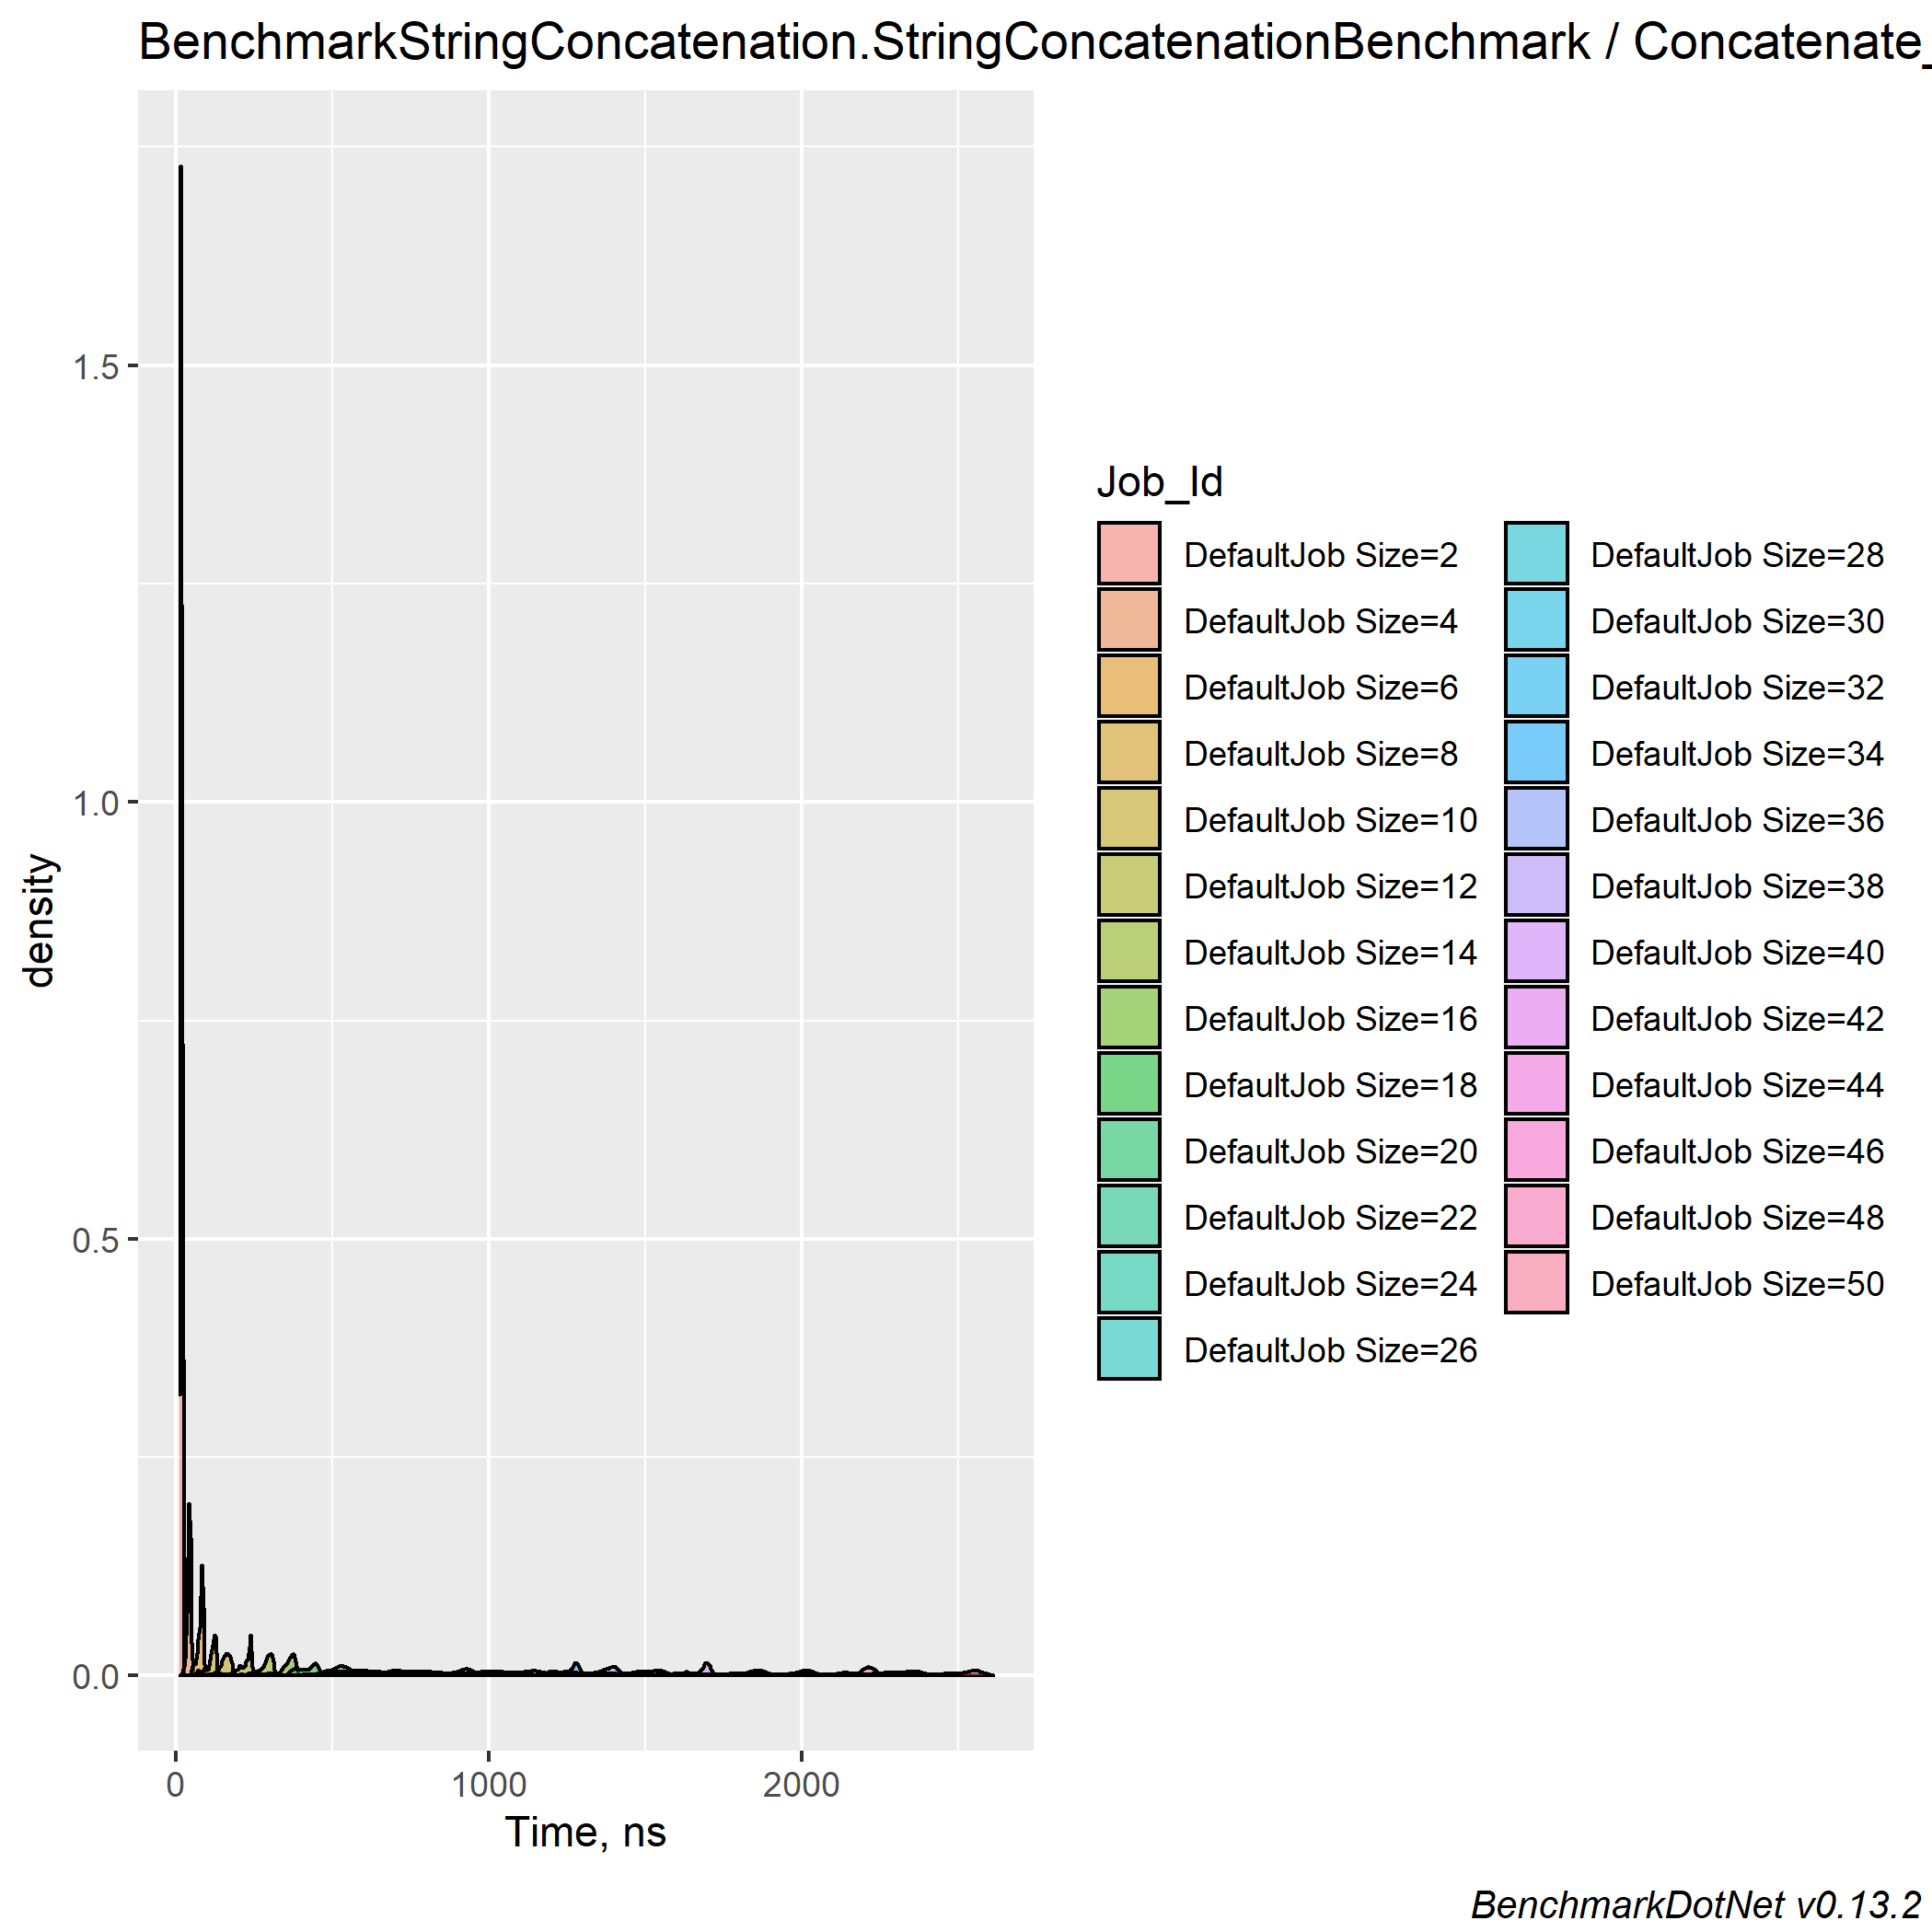 BenchmarkStringConcatenation.StringConcatenationBenchmark / Concatenate_
density
1.5
1.0
0.5
0.0
0
1000
2000
Time, ns
Job_Id
DefaultJob Size=2
DefaultJob Size=4
DefaultJob Size=6
DefaultJob Size=8
DefaultJob Size=10
DefaultJob Size=12
DefaultJob Size=14
DefaultJob Size=16
DefaultJob Size=18
DefaultJob Size=20
DefaultJob Size=22
DefaultJob Size=24
DefaultJob Size=26
DefaultJob Size=28
DefaultJob Size=30
DefaultJob Size=32
DefaultJob Size=34
DefaultJob Size=36
DefaultJob Size=38
DefaultJob Size=40
DefaultJob Size=42
DefaultJob Size=44
DefaultJob Size=46
DefaultJob Size=48
DefaultJob Size=50
BenchmarkDotNet v0.13.2